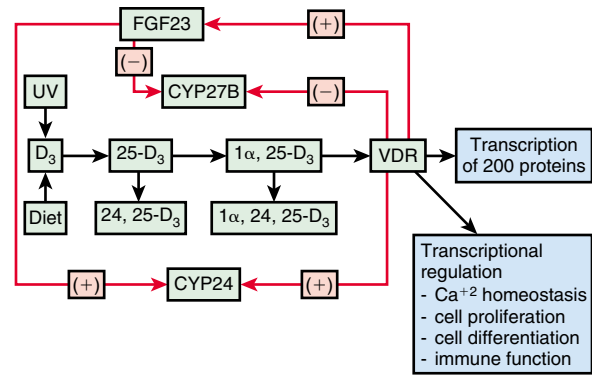 FGF23
(+)
(−)
UV
CYP27B
(−)
D3
25-D3
1α, 25-D3
VDR
Transcription
of 200 proteins
Diet
24, 25-D3
1α, 24, 25-D3
(+)
CYP24
(+)
Transcriptional
regulation
- Ca+2 homeostasis
- cell proliferation
- cell differentiation
- immune function